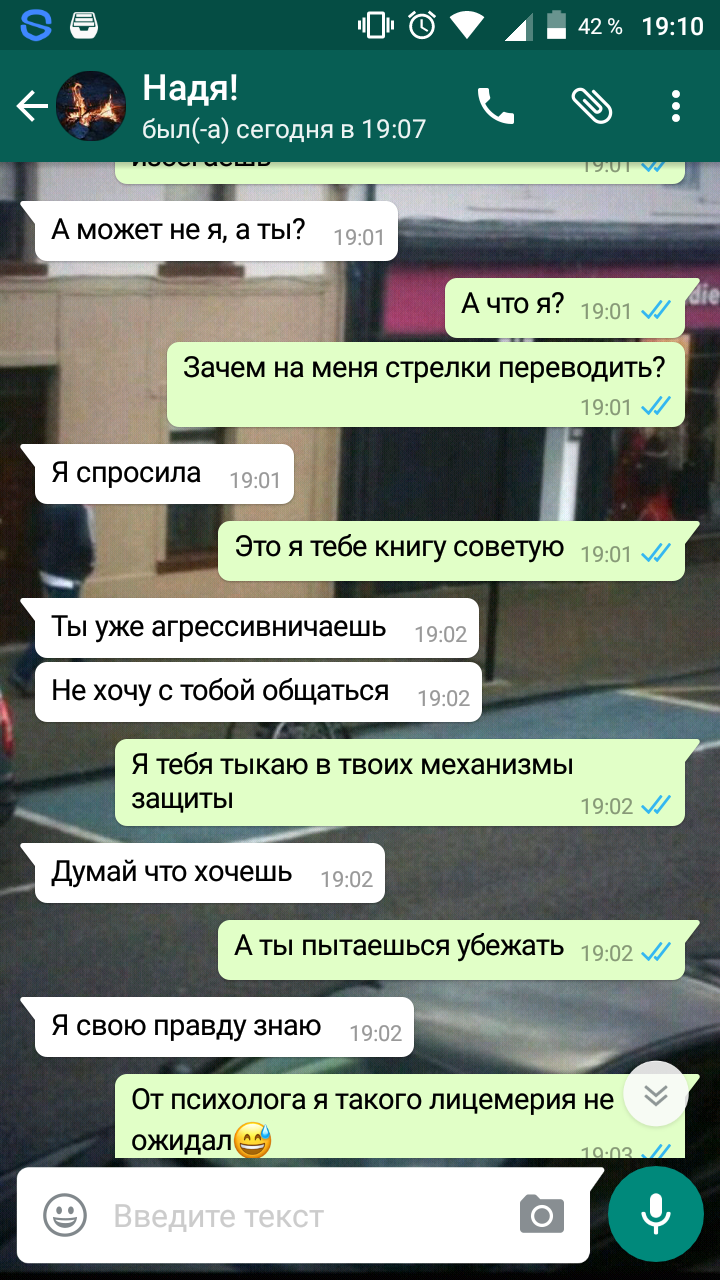 42 % 19:10
Надя!
был(-а) сегодня в 19:07
избегаешь 19:01
А может не я, а ты? 19:01
А что я? 19:01
Зачем на меня стрелки переводить?
19:01
Я спросила 19:01
Это я тебе книгу советую 19:01
Ты уже агрессивничаешь 19:02
Не хочу с тобой общаться 19:02
Я тебя тыкаю в твоих механизмы
защиты 19:02
Думай что хочешь 19:02
А ты пытаешься убежать 19:02
Я свою правду знаю 19:02
От психолога я такого лицемерия не
ожидал😅 19:03
Введите текст